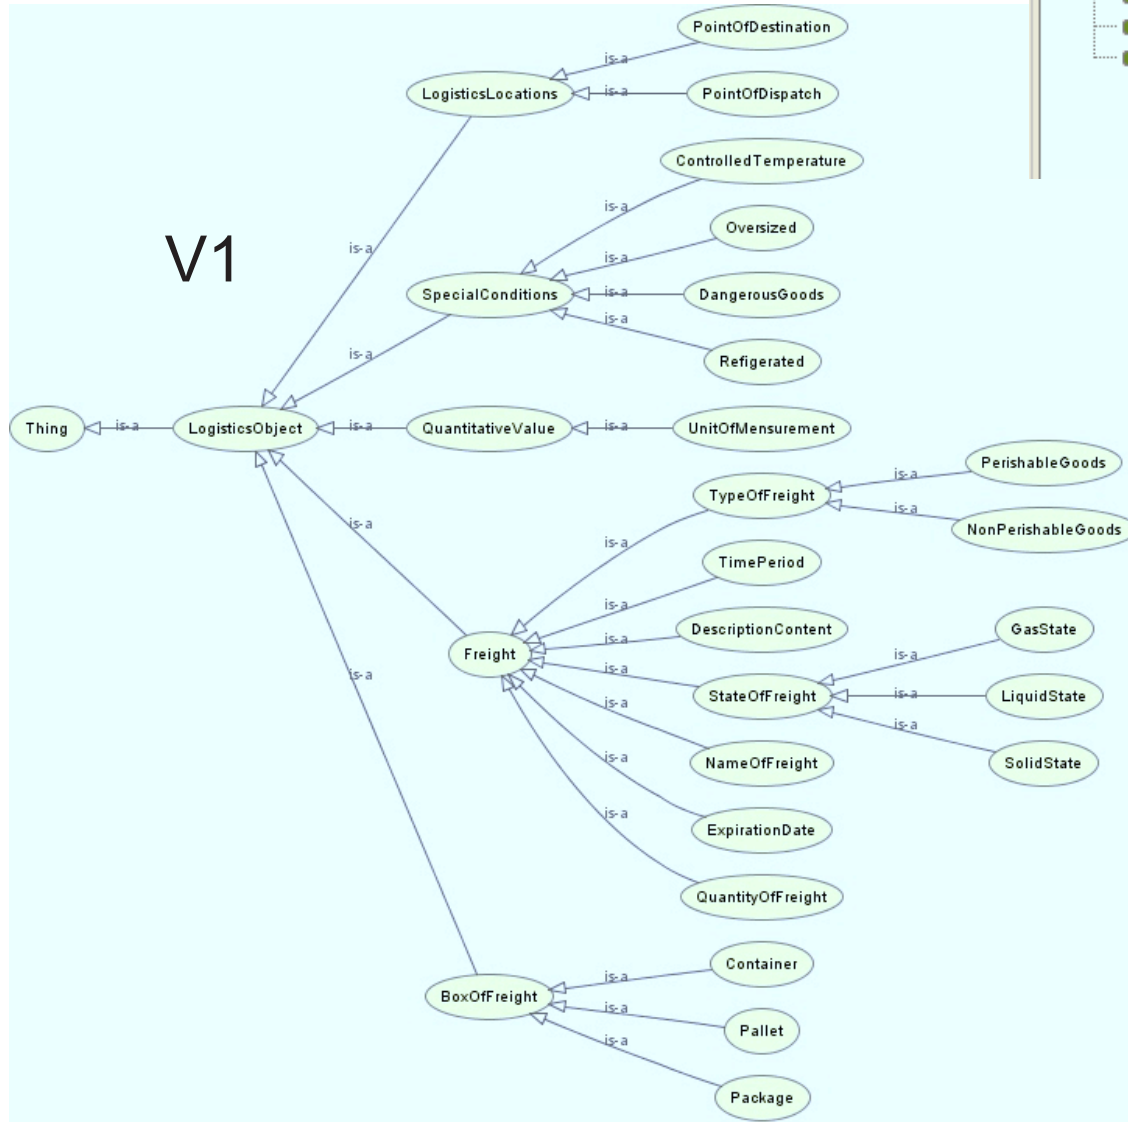 PointOfDestination
is-a
LogisticsLocations
is-a
PointOfDispatch
ControlledTemperature
is-a
Oversized
V1
is-a
is-a
SpecialConditions
is-a
DangerousGoods
is-a
is-a
Refigerated
Thing
is-a
LogisticsObject
is-a
QuantitativeValue
is-a
UnitOfMensurement
PerishableGoods
is-a
TypeOfFreight
is-a
NonPerishableGoods
is-a
is-a
TimePeriod
is-a
DescriptionContent
GasState
is-a
Freight
is-a
is-a
is-a
StateOfFreight
is-a
LiquidState
is-a
is-a
NameOfFreight
SolidState
is-a
ExpirationDate
is-a
QuantityOfFreight
Container
is-a
BoxOfFreight
is-a
Pallet
is-a
Package